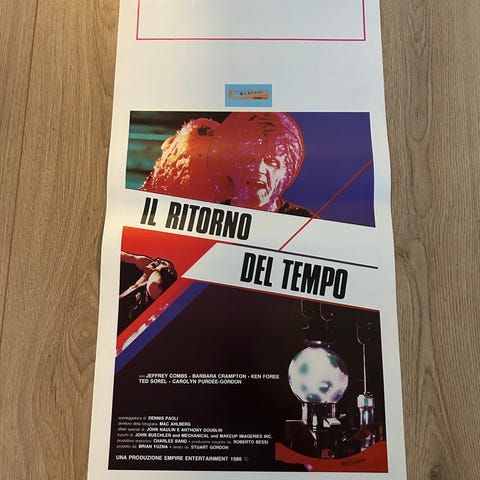 IL RITORNO
DEL TEMPO
con JEFFREY COMBS - BARBARA CRAMPTON - KEN FOREE
TED SOREL - CAROLYN PURDEE-GORDON
sceneggiatura di DENNIS PAOLI
direttore della fotografia MAC AHLBERG
effetti speciali di JOHN NAULIN E ANTHONY DOUBLIN
trucchi di JOHN BUECHLER and MECHANICAL and MAKEUP IMAGERIES INC.
produttore esecutivo CHARLES BAND - produzione eseguita da ROBERTO BESSI
prodotto da BRIAN YUZNA - diretto da STUART GORDON
UNA PRODUZIONE EMPIRE ENTERTAINMENT 1986 ©